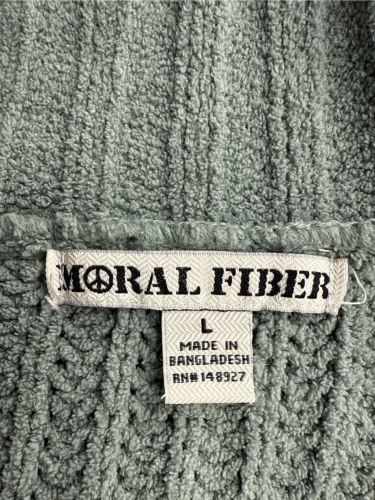 MORAL FIBER
L
MADE IN
BANGLADESH
RN# 148927